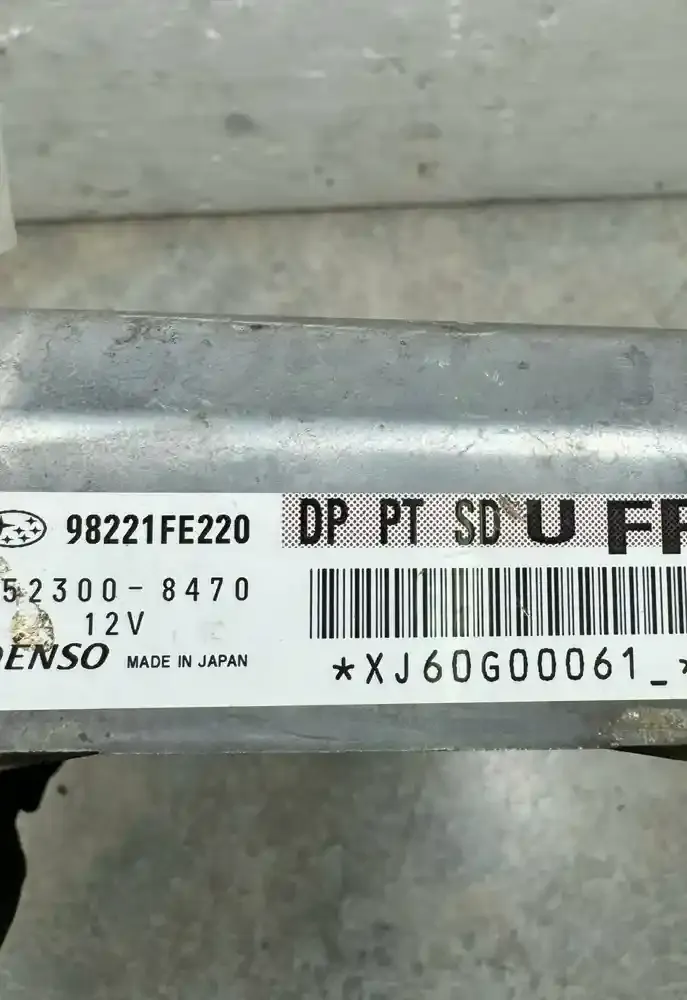 98221FE220 DP PT SD U FF
52300-8470
12V
DENSO MADE IN JAPAN
*XJ60G00061_*